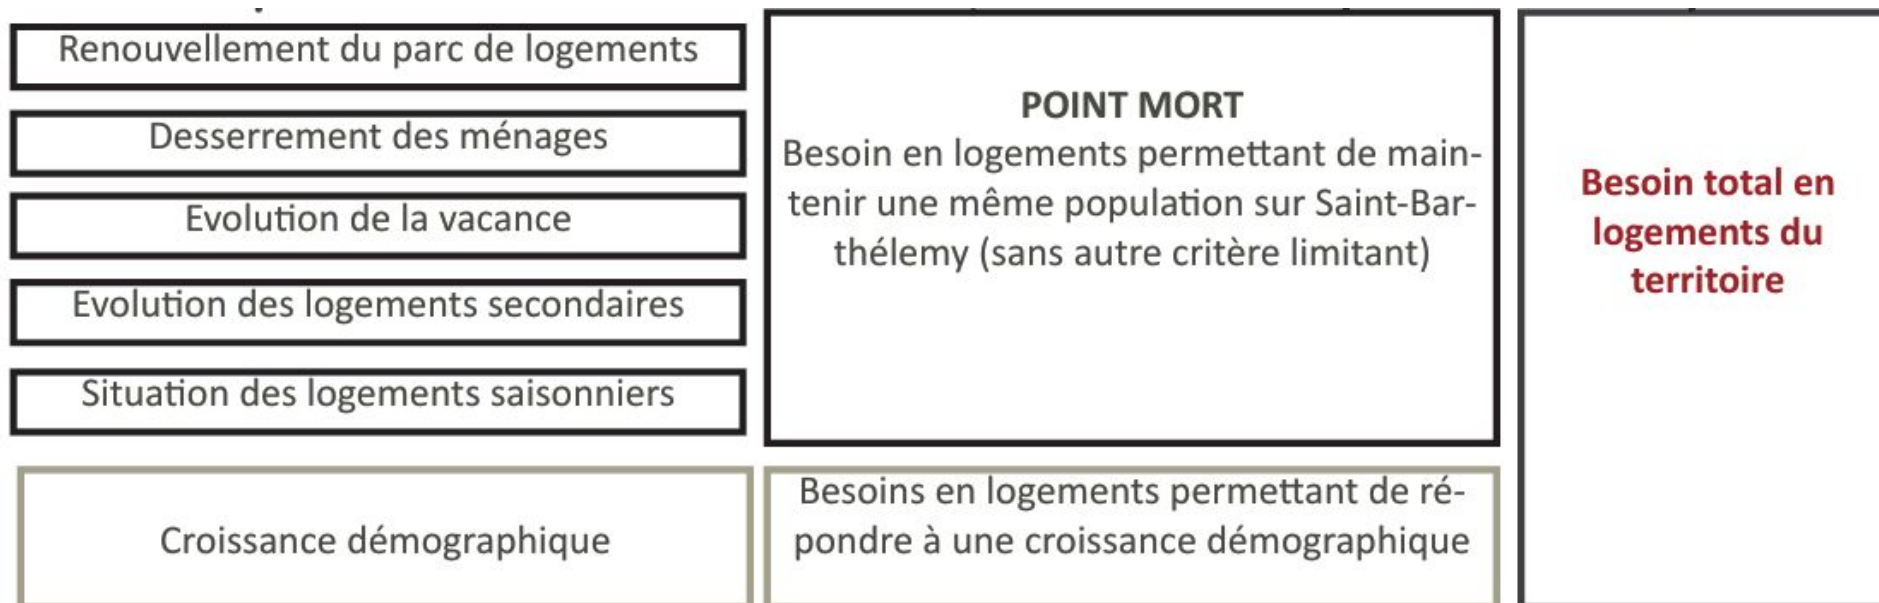 Renouvellement du parc de logements
Desserrement des ménages
Evolution de la vacance
Evolution des logements secondaires
Situation des logements saisonniers
Croissance démographique
POINT MORT
Besoin en logements permettant de main-
tenir une même population sur Saint-Bar-
thélemy (sans autre critère limitant)
Besoins en logements permettant de ré-
pondre à une croissance démographique
Besoin total en
logements du
territoire